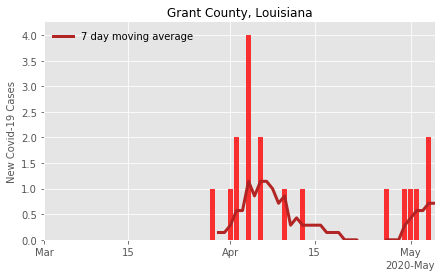 Grant County, Louisiana
7 day moving average
New Covid-19 Cases
4.0
3.5
3.0
2.5
2.0
1.5
1.0
0.5
0.0
Mar 15 Apr 15 May
2020-May